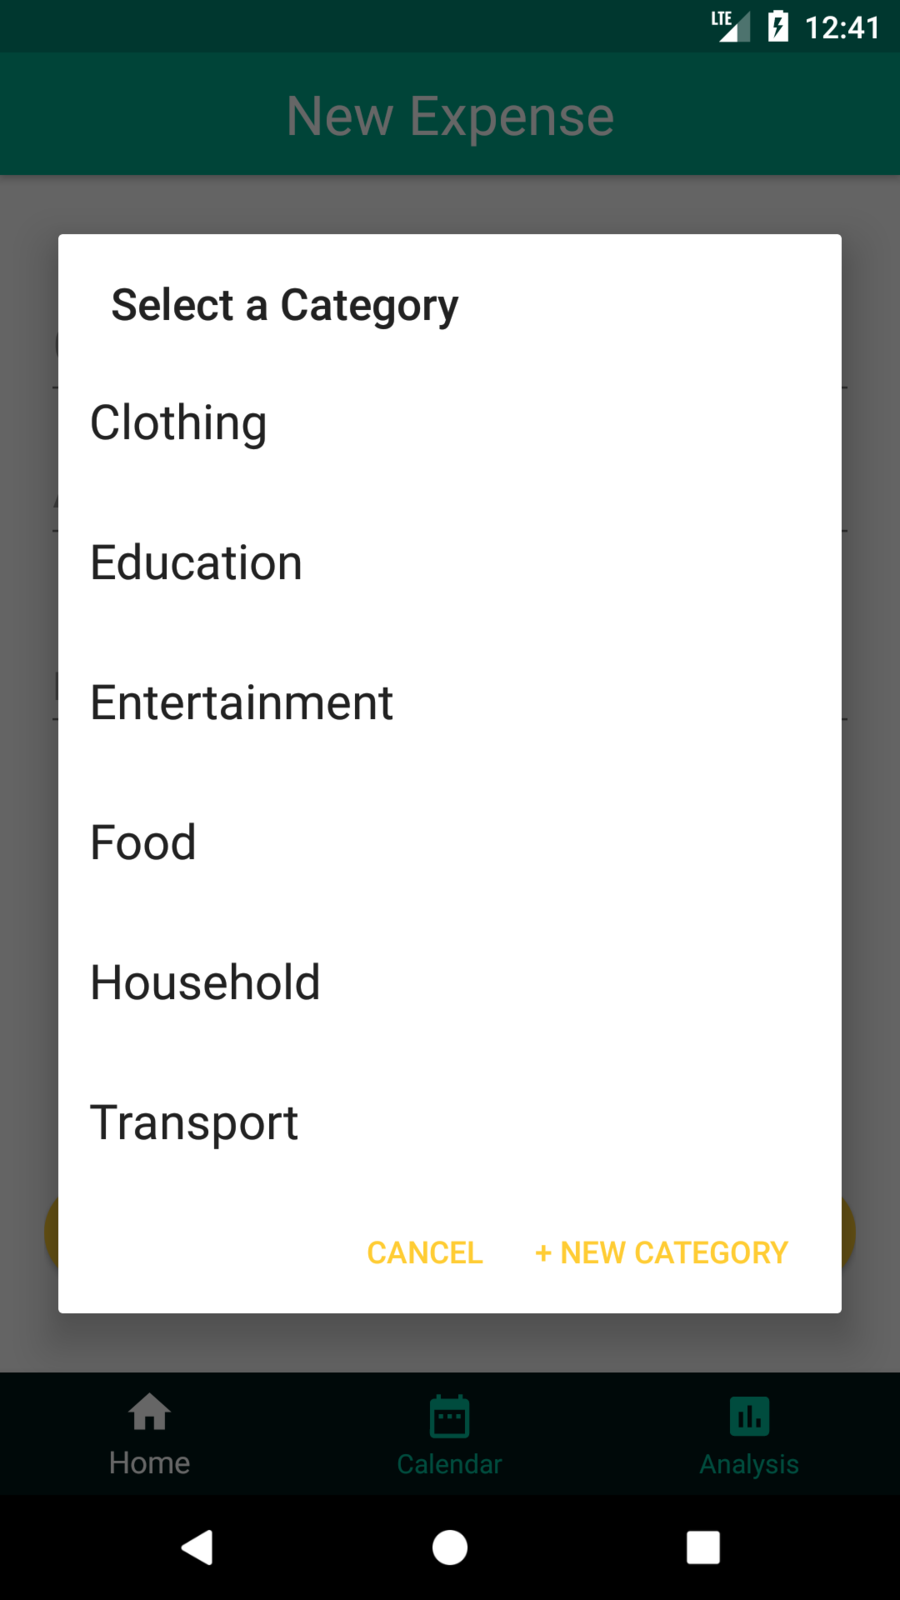 LTE 12:41
New Expense
Select a Category
Clothing
Education
Entertainment
Food
Household
Transport
CANCEL + NEW CATEGORY
Home Calendar Analysis